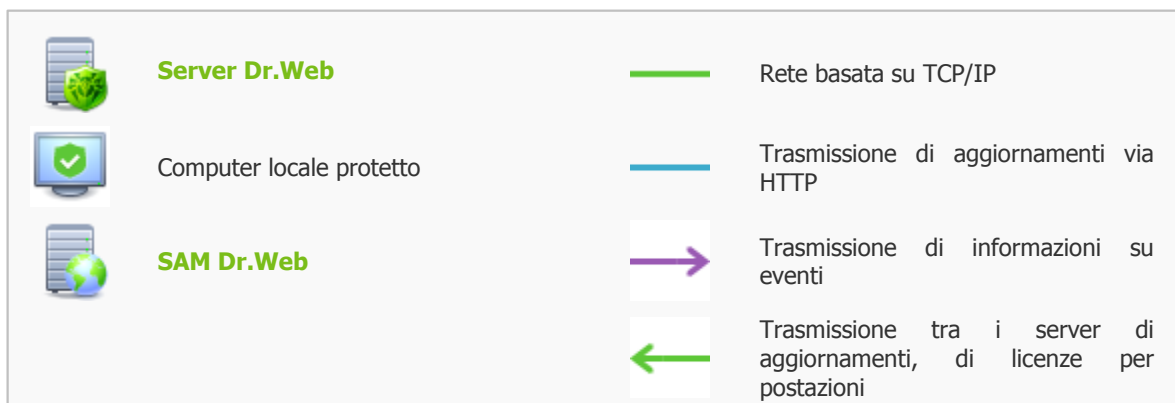 Server Dr.Web
Rete basata su TCP/IP
Computer locale protetto
Trasmissione di aggiornamenti via
HTTP
SAM Dr.Web
Trasmissione di informazioni su
eventi
Trasmissione tra i server di
aggiornamenti, di licenze per
postazioni